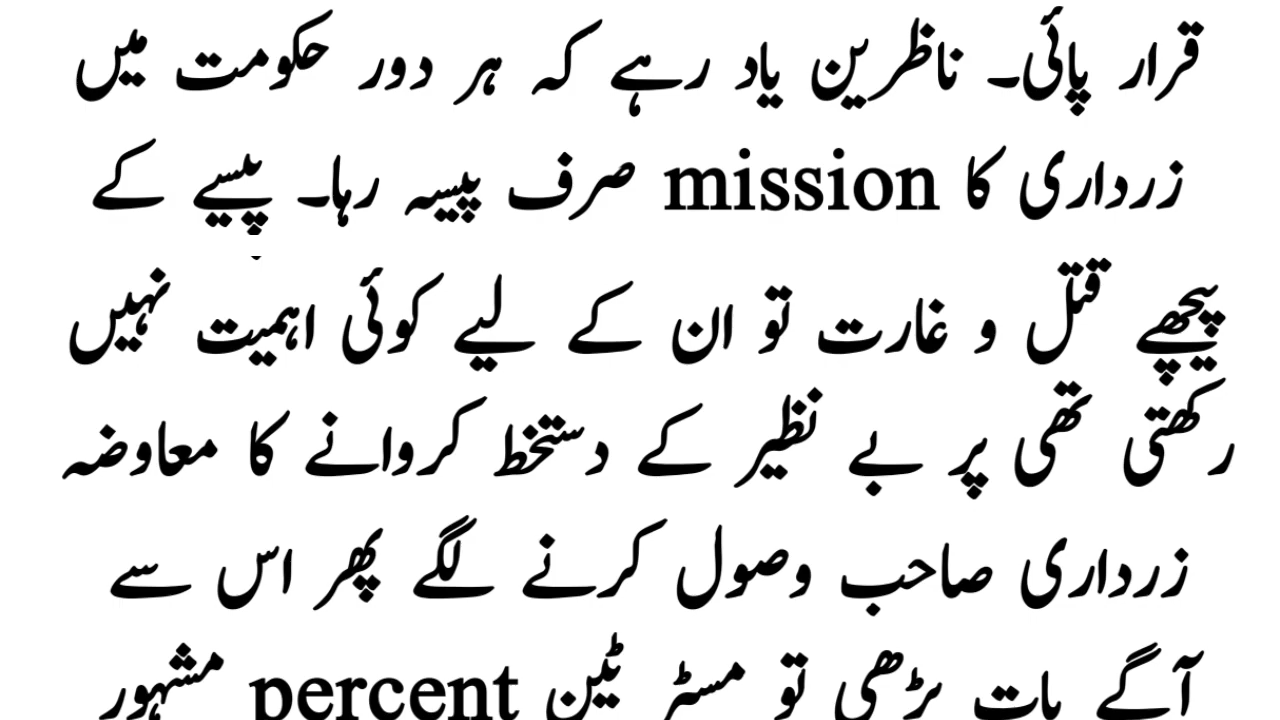 قرار پائی۔ ناظرین یاد رہے کہ ہر دور حکومت میں
زرداری کا mission صرف پیسہ رہا۔ پیسے کے
پیچھے قتل و غارت تو ان کے لیے کوئی اہمیت نہیں
رکھتی تھی پر بے نظیر کے دستخط کروانے کا معاوضہ
زرداری صاحب وصول کرنے لگے پھر اس سے
آگے بات بڑھی تو مسٹر ٹین percent مشہور